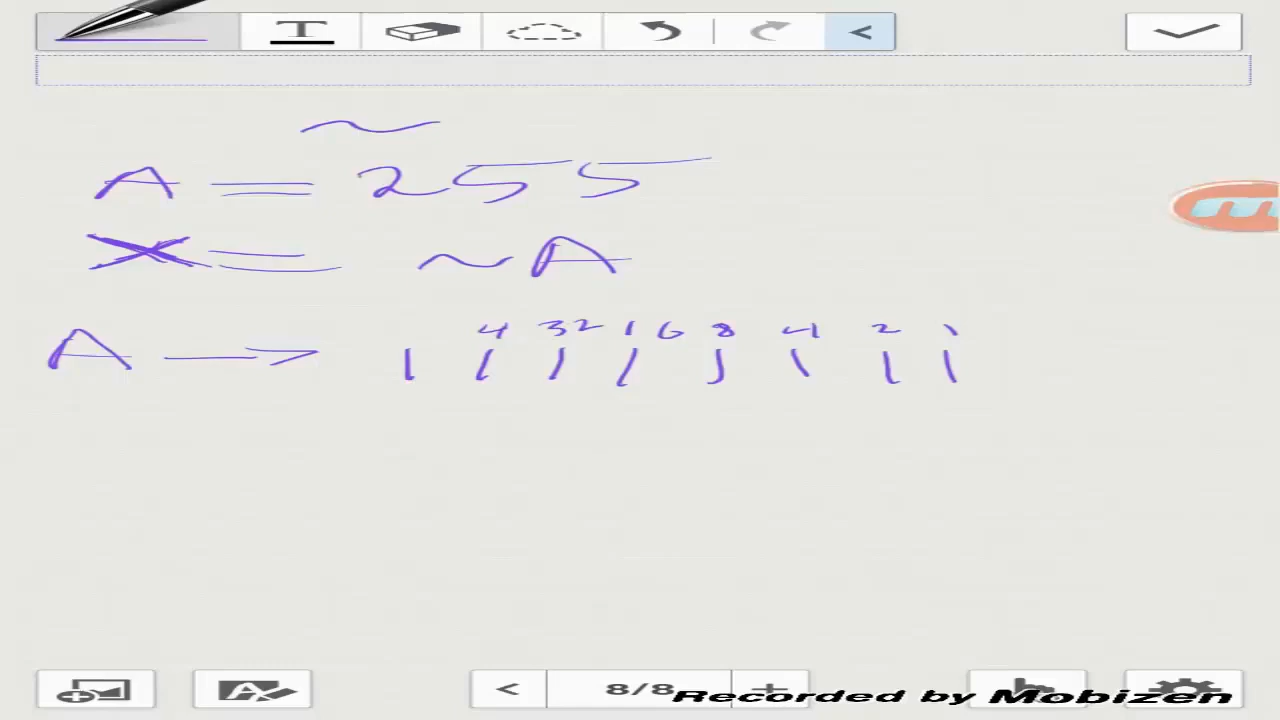 T
<
~
A = 255
X = ~A
4 32 16 8 4 2 1
A → 1 1 1 1 1 1 1 1
A < 8/8 +
Recorded by Mobizen